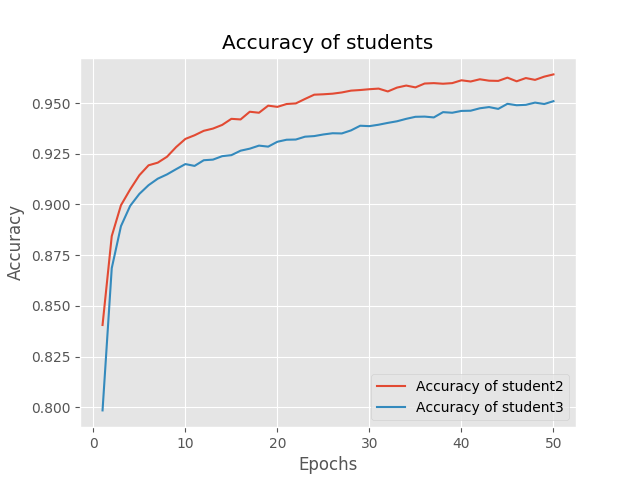 Accuracy of students
0.950
0.925
0.900
0.875
0.850
0.825
0.800
Accuracy
Accuracy of student2
Accuracy of student3
0 10 20 30 40 50
Epochs